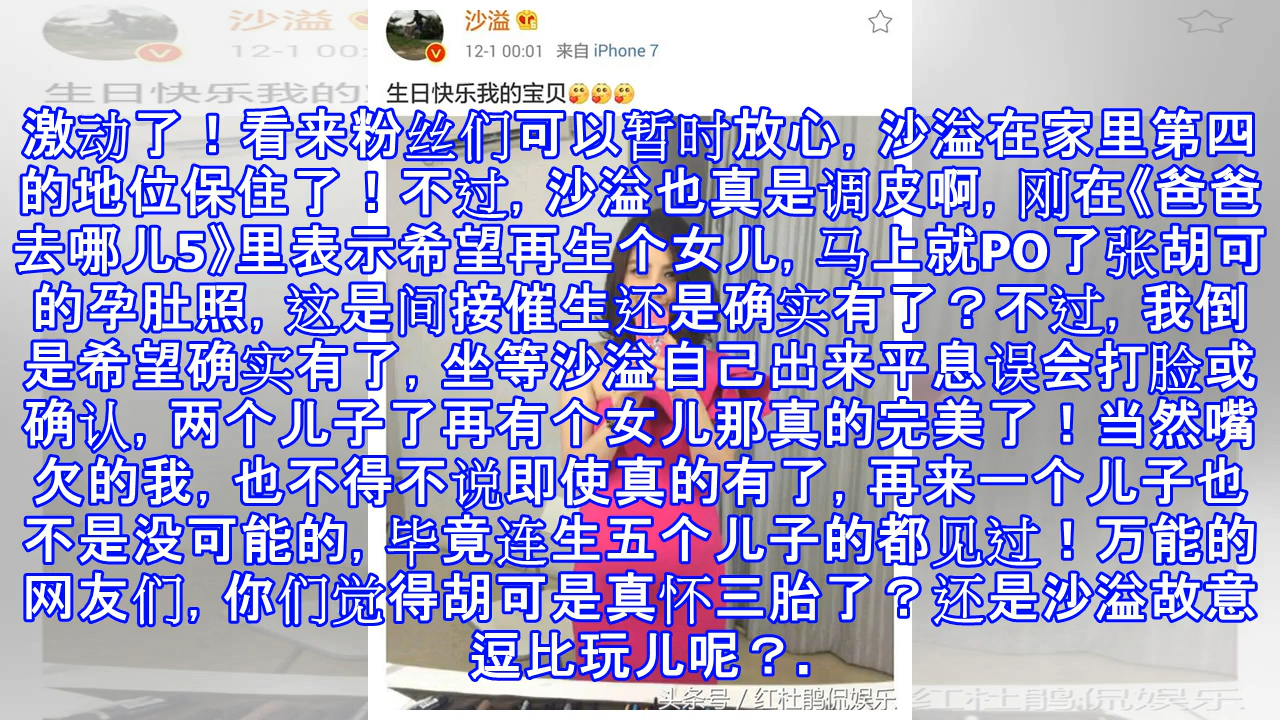 沙溢
12-1 00:01 来自 iPhone 7
生日快乐我的宝贝
激动了！看来粉丝们可以暂时放心, 沙溢在家里第四
的地位保住了！不过, 沙溢也真是调皮啊, 刚在《爸爸
去哪儿5》里表示希望再生个女儿, 马上就PO了张胡可
的孕肚照, 这是间接催生还是确实有了？不过, 我倒
是希望确实有了, 坐等沙溢自己出来平息误会打脸或
确认, 两个儿子了再有个女儿那真的完美了！当然嘴
欠的我, 也不得不说即使真的有了, 再来一个儿子也
不是没可能的, 毕竟连生五个儿子的都见过！万能的
网友们, 你们觉得胡可是真怀三胎了？还是沙溢故意
逗比玩儿呢？.
头条号 / 红杜鹃侃娱乐